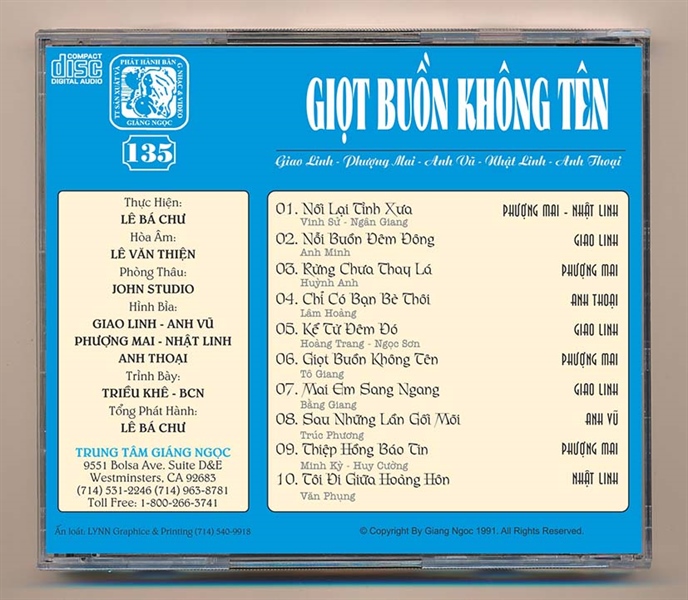 COMPACT
disc
DIGITAL AUDIO
TT SẢN XUẤT VÀ PHÁT HÀNH BĂNG NHẠC & VIDEO
GIÁNG NGỌC
135
GIỌT BUỒN KHÔNG TÊN
Giao Linh - Phượng Mai - Anh Vũ - Nhật Linh - Anh Thoại
Thực Hiện:
LÊ BÁ CHƯ
Hòa Âm:
LÊ VĂN THIỆN
Phòng Thâu:
JOHN STUDIO
Hình Bìa:
GIAO LINH - ANH VŨ
PHƯỢNG MAI - NHẬT LINH
ANH THOẠI
Trình Bày:
TRIỀU KHÊ - BCN
Tổng Phát Hành:
LÊ BÁ CHƯ
TRUNG TÂM GIÁNG NGỌC
9551 Bolsa Ave. Suite D&E
Westminsters, CA 92683
(714) 531-2246 (714) 963-8781
Toll Free: 1-800-266-3741
01. Nối Lại Tình Xưa PHƯỢNG MAI - NHẬT LINH
Vinh Sử - Ngân Giang
02. Nỗi Buồn Đêm Đông GIAO LINH
Anh Minh
03. Rừng Chưa Thay Lá PHƯỢNG MAI
Huỳnh Anh
04. Chỉ Có Bạn Bè Thôi ANH THOẠI
Lâm Hoàng
05. Kể Từ Đêm Đó GIAO LINH
Hoàng Trang - Ngọc Sơn
06. Giọt Buồn Không Tên PHƯỢNG MAI
Tô Giang
07. Mai Em Sang Ngang GIAO LINH
Bằng Giang
08. Sau Những Lần Gối Mỏi ANH VŨ
Trúc Phương
09. Thiệp Hồng Báo Tin PHƯỢNG MAI
Minh Kỳ - Huy Cường
10. Tôi Đi Giữa Hoàng Hôn NHẬT LINH
Văn Phụng
Ấn loát: LYNN Graphice & Printing (714) 540-9918
© Copyright By Giang Ngoc 1991. All Rights Reserved.